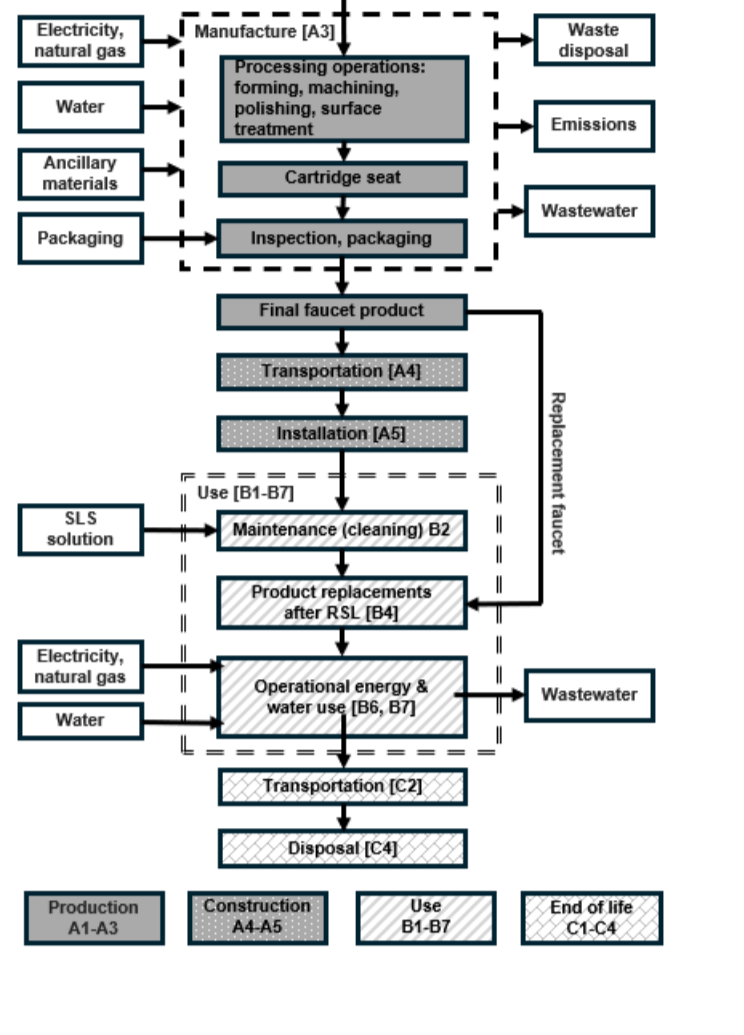 Electricity,
natural gas
Manufacture [A3]
Waste
disposal
Processing operations:
forming, machining,
polishing, surface
treatment
Water
Emissions
Ancillary
materials
Cartridge seat
Wastewater
Packaging
Inspection, packaging
Final faucet product
Transportation [A4]
Installation [A5]
Replacement faucet
Use [B1-B7]
SLS
solution
Maintenance (cleaning) B2
Product replacements
after RSL [B4]
Electricity,
natural gas
Operational energy &
water use [B6, B7]
Wastewater
Water
Transportation [C2]
Disposal [C4]
Production
A1-A3
Construction
A4-A5
Use
B1-B7
End of life
C1-C4